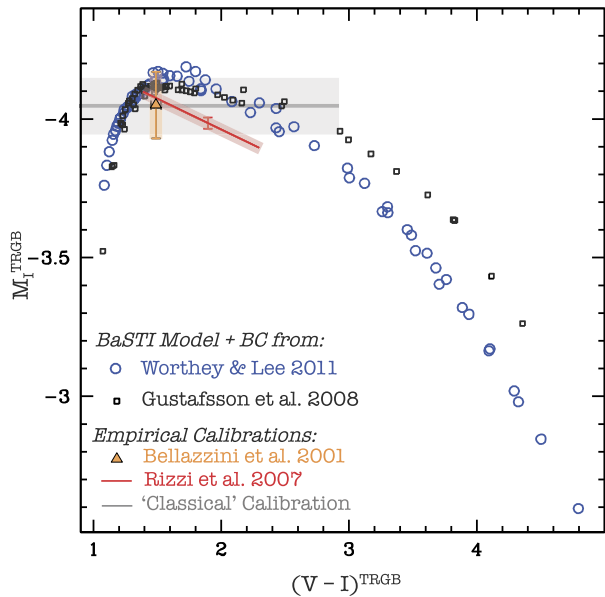 -4
-3.5
-3
M_I^TRGB
BaSTI Model + BC from:
Worthey & Lee 2011
Gustafsson et al. 2008
Empirical Calibrations:
Bellazzini et al. 2001
Rizzi et al. 2007
‘Classical’ Calibration
1 2 3 4
(V – I)^TRGB